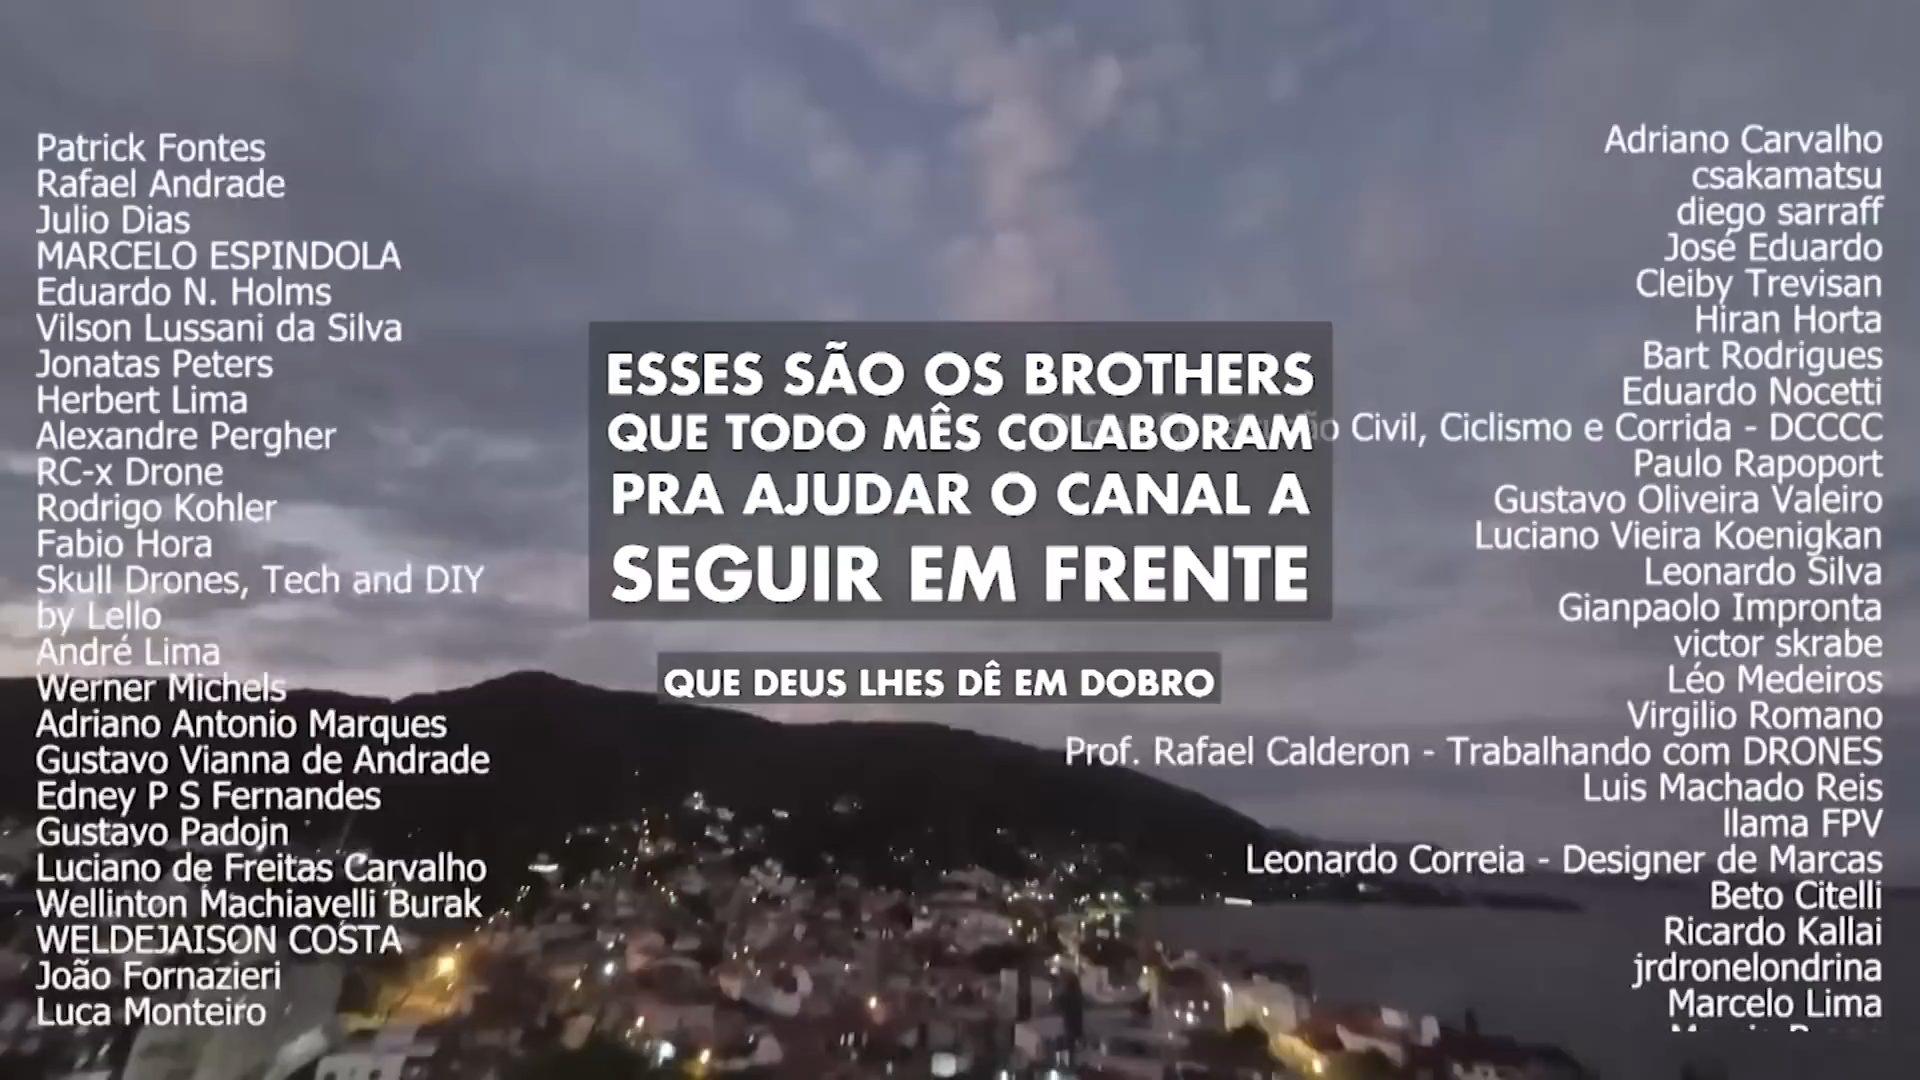 Patrick Fontes
Rafael Andrade
Julio Dias
MARCELO ESPINDOLA
Eduardo N. Holms
Vilson Lussani da Silva
Jonatas Peters
Herbert Lima
Alexandre Pergher
RC-x Drone
Rodrigo Kohler
Fabio Hora
Skull Drones, Tech and DIY
by Lello
André Lima
Werner Michels
Adriano Antonio Marques
Gustavo Vianna de Andrade
Edney P S Fernandes
Gustavo Padojn
Luciano de Freitas Carvalho
Wellinton Machiavelli Burak
WELDEJAISON COSTA
João Fornazieri
Luca Monteiro
ESSES SÃO OS BROTHERS
QUE TODO MÊS COLABORAM
PRA AJUDAR O CANAL A
SEGUIR EM FRENTE
QUE DEUS LHES DÊ EM DOBRO
Adriano Carvalho
csakamatsu
diego sarraff
José Eduardo
Cleiby Trevisan
Hiran Horta
Bart Rodrigues
Eduardo Nocetti
Civil, Ciclismo e Corrida - DCCCC
Paulo Rapoport
Gustavo Oliveira Valeiro
Luciano Vieira Koenigkan
Leonardo Silva
Gianpaolo Impronta
victor skrabe
Léo Medeiros
Virgilio Romano
Prof. Rafael Calderon - Trabalhando com DRONES
Luis Machado Reis
llama FPV
Leonardo Correia - Designer de Marcas
Beto Citelli
Ricardo Kallai
jrdronelondrina
Marcelo Lima